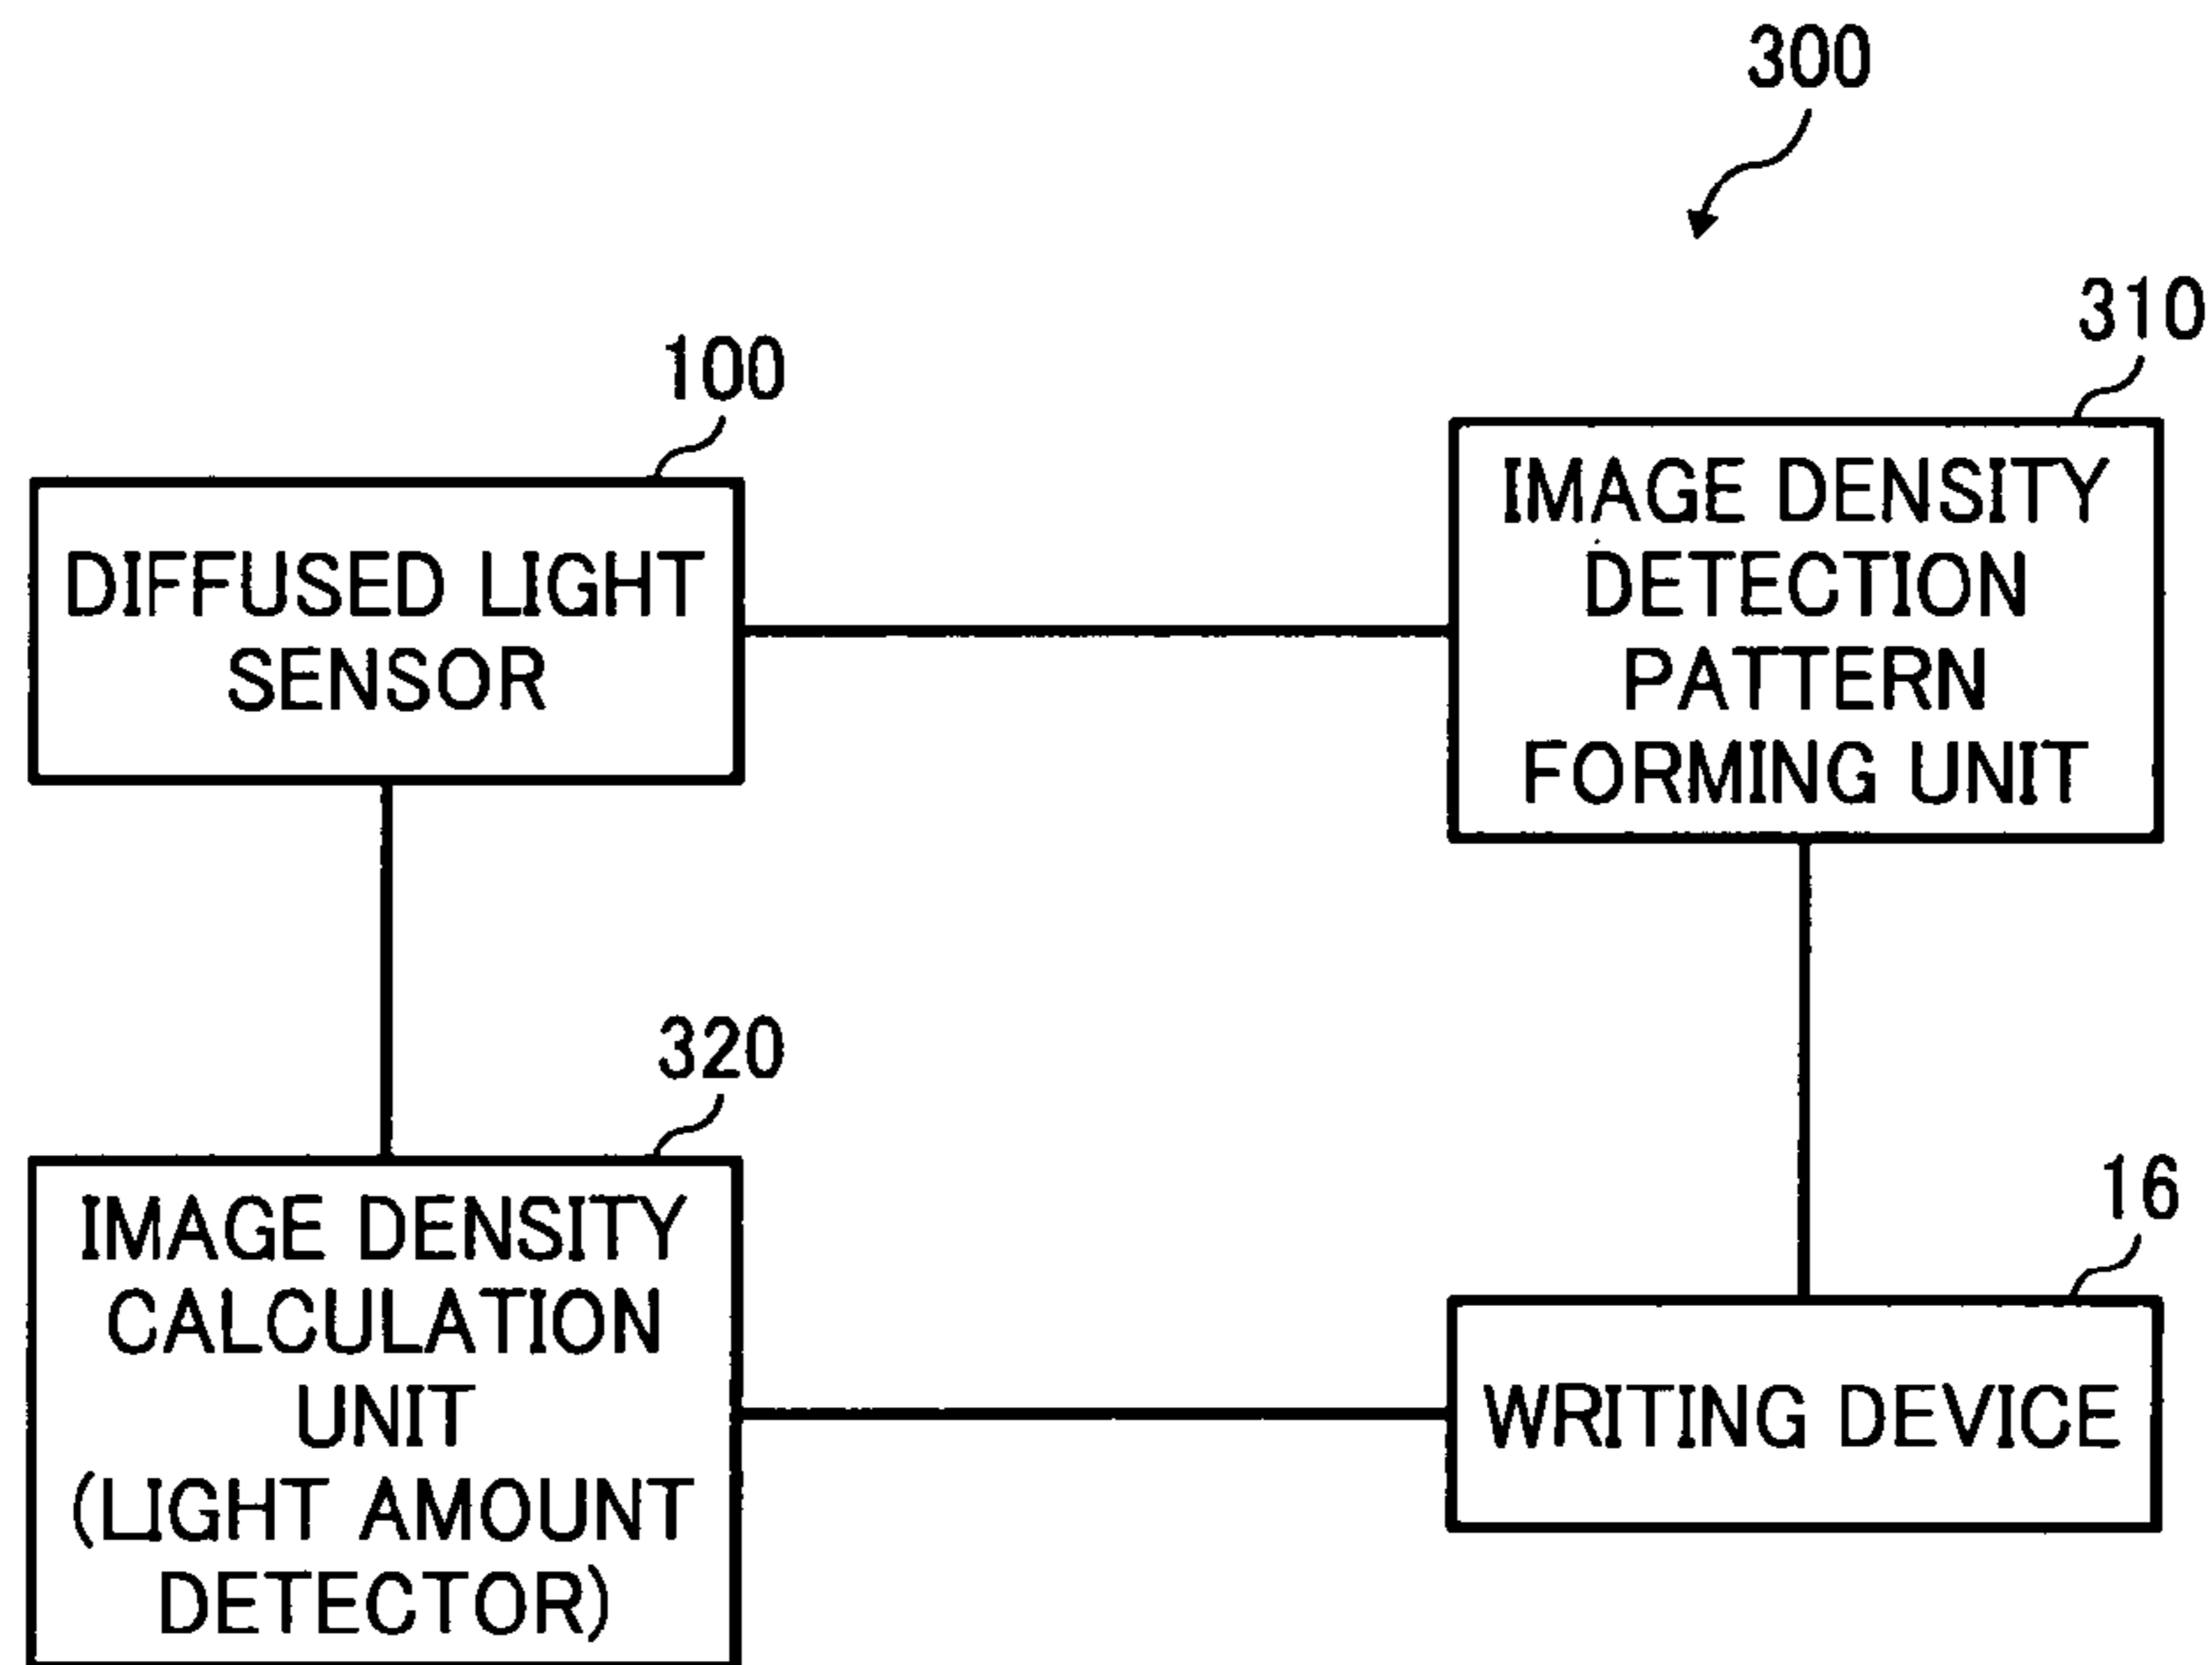 300
100
DIFFUSED LIGHT
SENSOR
310
IMAGE DENSITY
DETECTION
PATTERN
FORMING UNIT
320
IMAGE DENSITY
CALCULATION
UNIT
(LIGHT AMOUNT
DETECTOR)
16
WRITING DEVICE